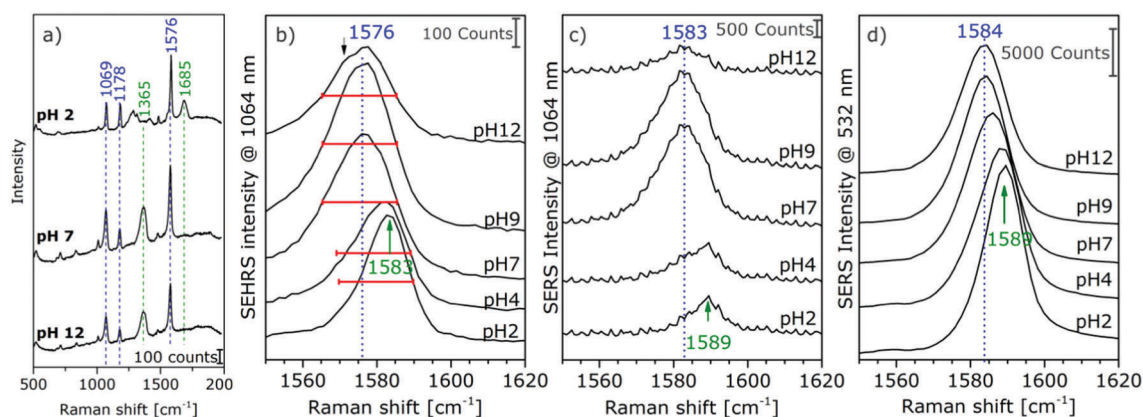 a)
1069
1178
1365
1576
1685
pH 2
pH 7
pH 12
100 Counts
Intensity
500 1000 1500 200
Raman shift [cm⁻¹]
b)
1576
100 Counts
pH12
pH9
pH7
1583
pH4
pH2
SEHRS Intensity @ 1064 nm
1560 1580 1600 1620
Raman shift [cm⁻¹]
c)
1583
500 Counts
pH12
pH9
pH7
pH4
pH2
1589
SERS Intensity @ 1064 nm
1560 1580 1600 1620
Raman shift [cm⁻¹]
d)
1584
5000 Counts
pH12
pH9
1589
pH7
pH4
pH2
SERS Intensity @ 532 nm
1560 1580 1600 1620
Raman shift [cm⁻¹]